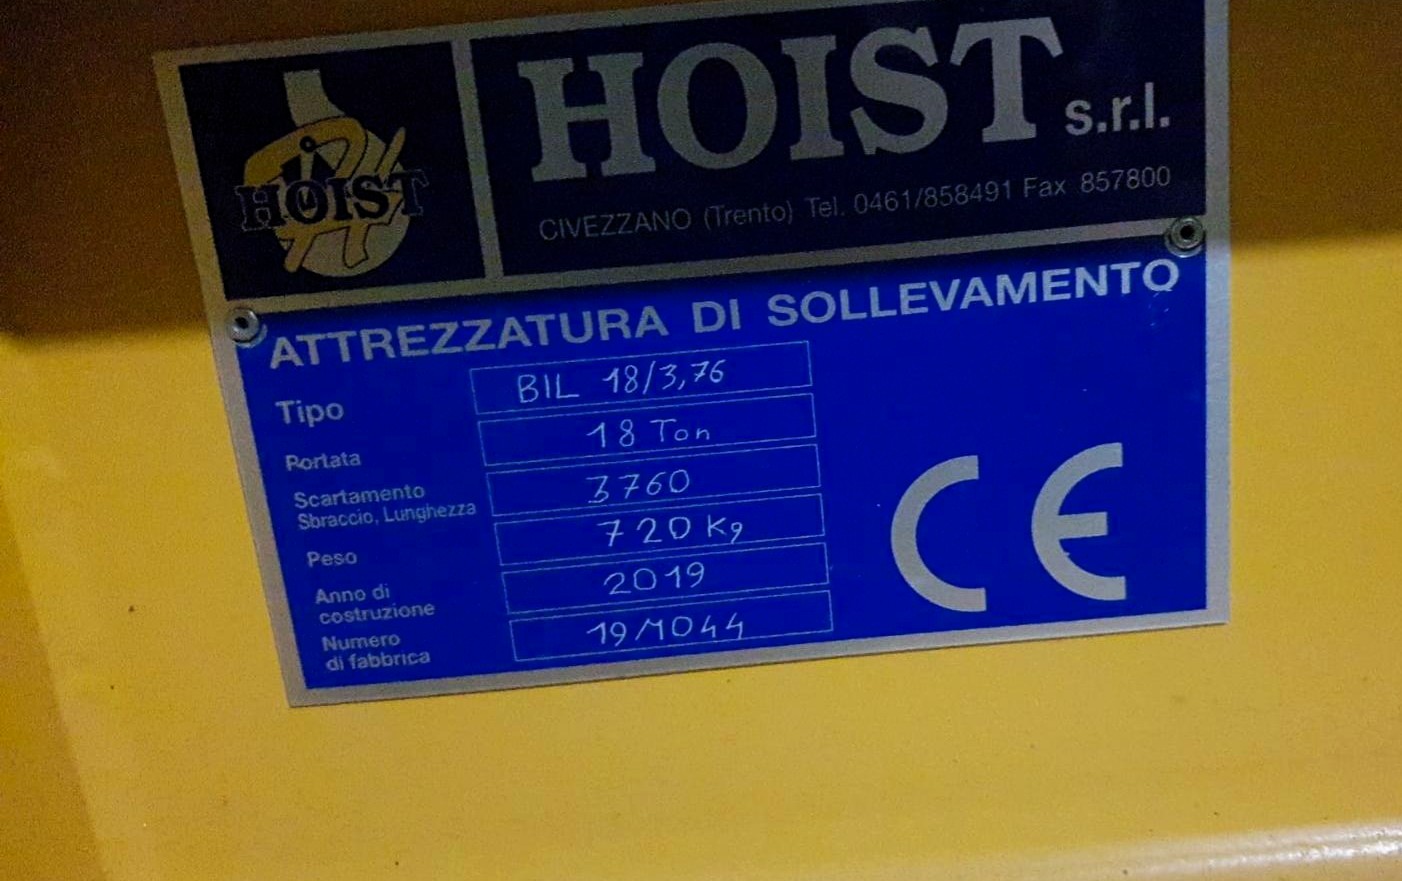 HOIST
HOIST s.r.l.
CIVEZZANO (Trento) Tel. 0461/858491 Fax 857800
ATTREZZATURA DI SOLLEVAMENTO
Tipo BIL 18/3,76
Portata 18 Ton
Scartamento
Sbraccio, Lunghezza 3760
Peso 720 Kg
Anno di
costruzione 2019
Numero
di fabbrica 19/1044
CE